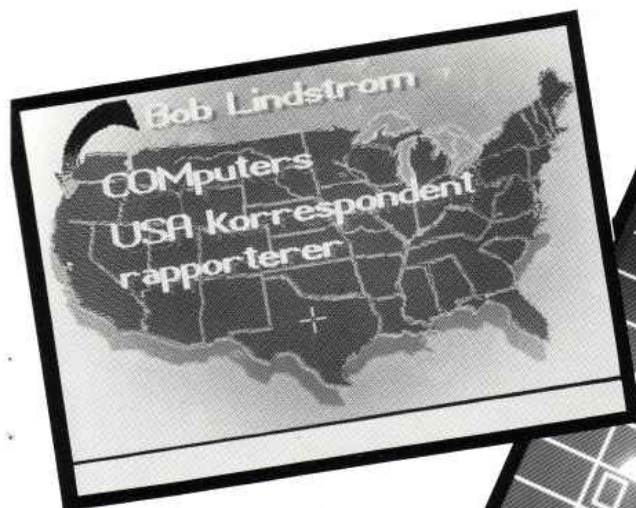 Bob Lindstrom
COMputers
USA Korrespondent
rapporterer